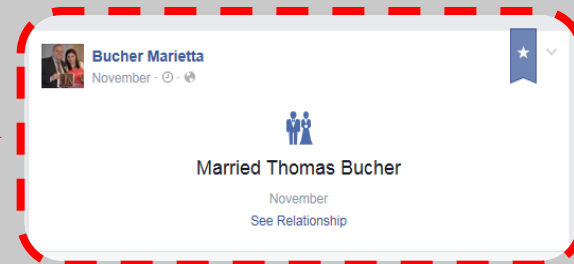 Bucher Marietta
November · ·
Married Thomas Bucher
November
See Relationship